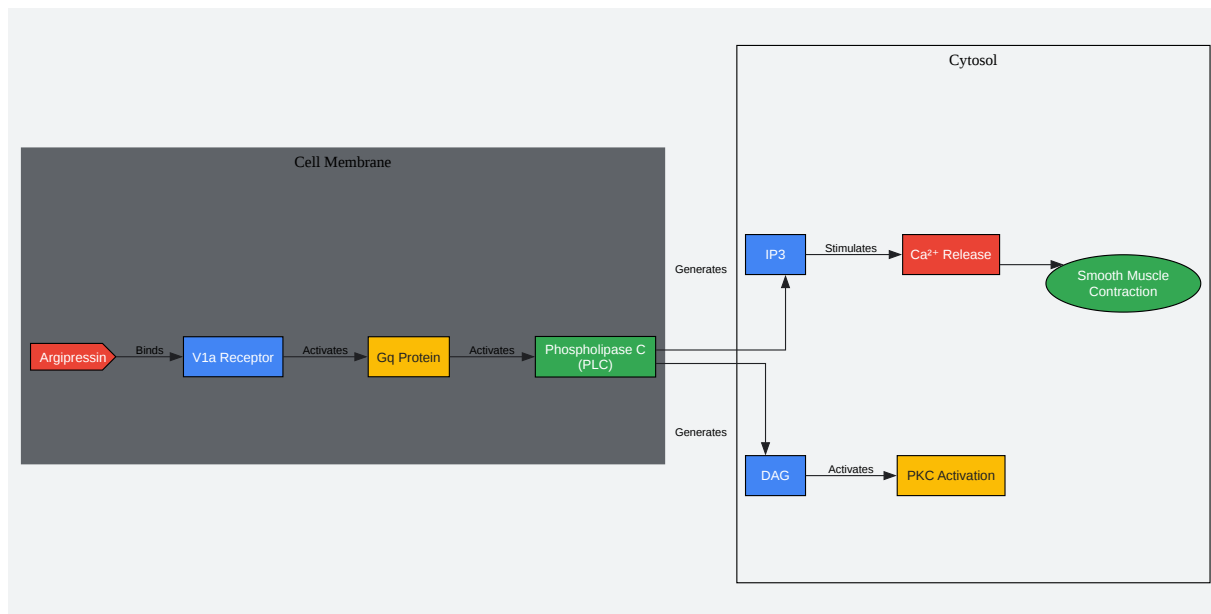 Cytosol
Cell Membrane
IP3
Stimulates
Ca²⁺ Release
Smooth Muscle
Contraction
Generates
Argipressin
Binds
V1a Receptor
Activates
Gq Protein
Activates
Phospholipase C
(PLC)
Generates
DAG
Activates
PKC Activation